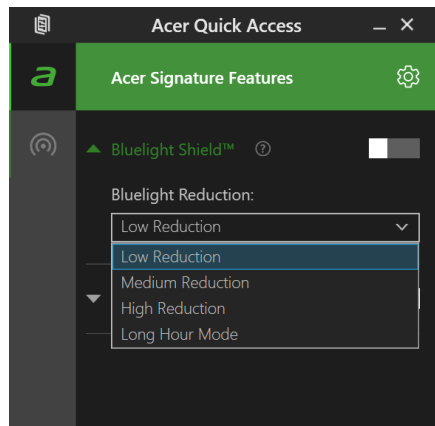 Acer Quick Access
Acer Signature Features
Bluelight Shield™ ?
Bluelight Reduction:
Low Reduction
Low Reduction
Medium Reduction
High Reduction
Long Hour Mode